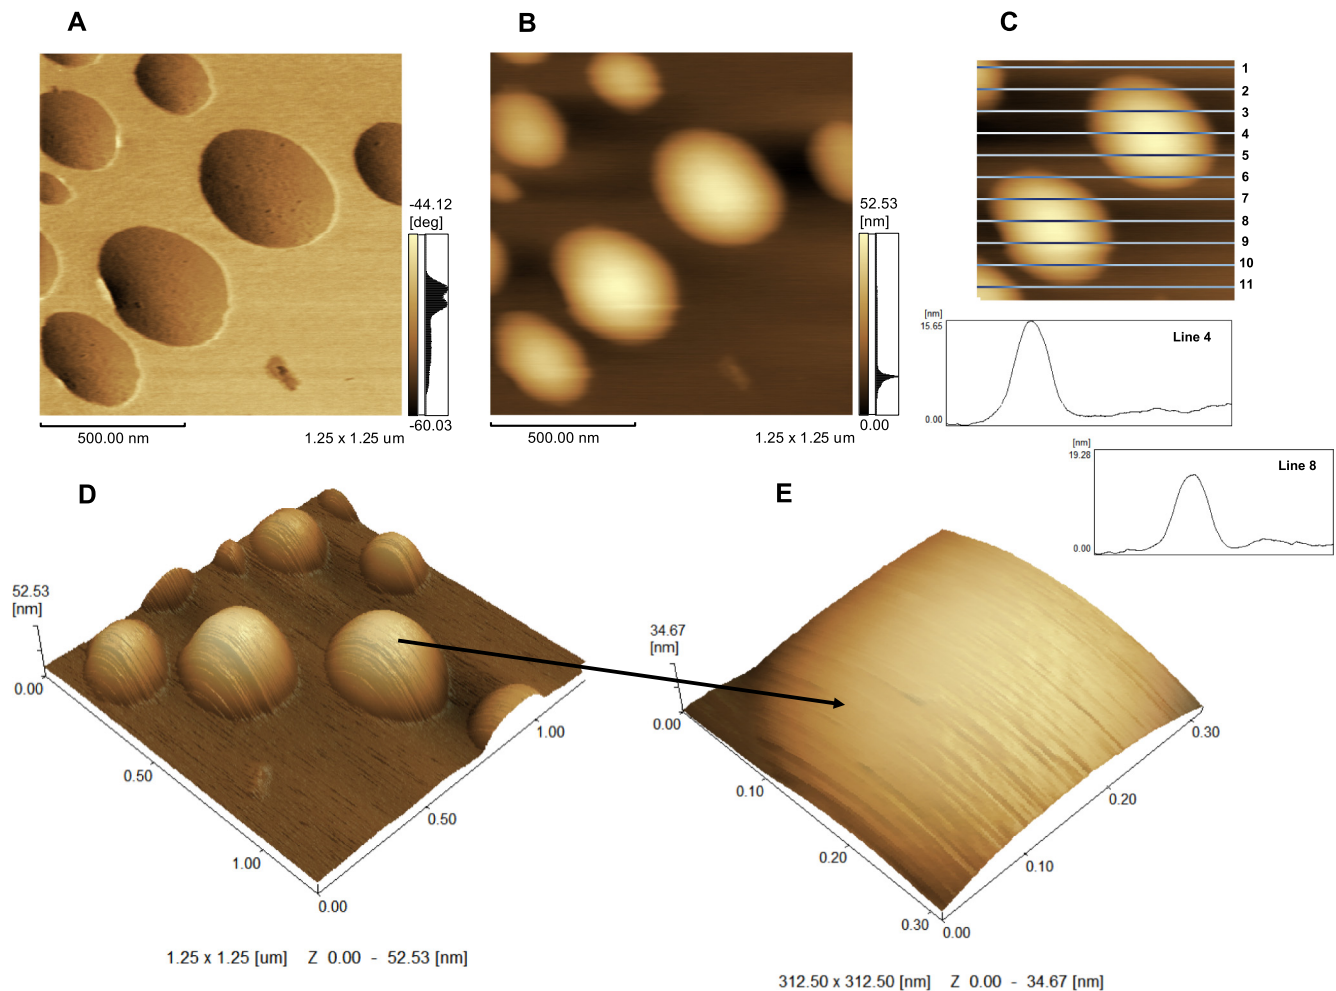 A
B
C
1
2
3
4
5
6
7
8
9
10
11
-44.12
[deg]
-60.03
500.00 nm
1.25 x 1.25 um
52.53
[nm]
0.00
500.00 nm
1.25 x 1.25 um
[nm]
15.65
Line 4
0.00
[nm]
19.28
Line 8
0.00
D
52.53
[nm]
0.00
0.50
1.00
0.00
0.50
1.00
1.25 x 1.25 [um] Z 0.00 - 52.53 [nm]
E
34.67
[nm]
0.00
0.10
0.20
0.30
0.00
0.10
0.20
0.30
312.50 x 312.50 [nm] Z 0.00 - 34.67 [nm]